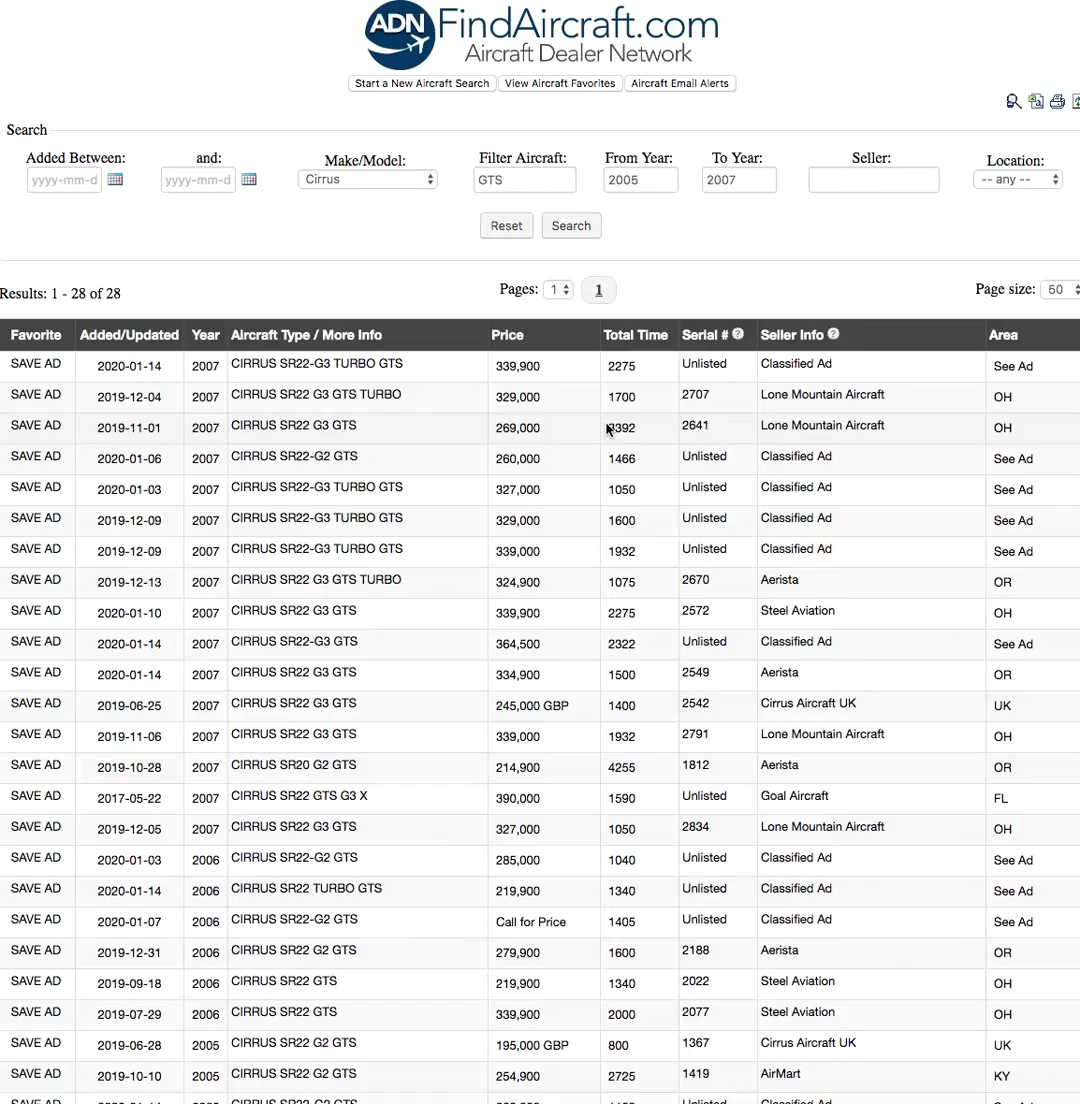 ADN FindAircraft.com
Aircraft Dealer Network
Start a New Aircraft Search View Aircraft Favorites Aircraft Email Alerts
Search
Added Between: and: Make/Model: Filter Aircraft: From Year: To Year: Seller: Location:
yyyy-mm-d yyyy-mm-d Cirrus GTS 2005 2007 -- any --
Reset Search
Results: 1 - 28 of 28 Pages: 1 1 Page size: 50
Favorite Added/Updated Year Aircraft Type / More Info Price Total Time Serial # Seller Info Area
SAVE AD 2020-01-14 2007 CIRRUS SR22-G3 TURBO GTS 339,900 2275 Unlisted Classified Ad See Ad
SAVE AD 2019-12-04 2007 CIRRUS SR22 G3 GTS TURBO 329,000 1700 2707 Lone Mountain Aircraft OH
SAVE AD 2019-11-01 2007 CIRRUS SR22 G3 GTS 269,000 3392 2641 Lone Mountain Aircraft OH
SAVE AD 2020-01-06 2007 CIRRUS SR22-G2 GTS 260,000 1466 Unlisted Classified Ad See Ad
SAVE AD 2020-01-03 2007 CIRRUS SR22-G3 TURBO GTS 327,000 1050 Unlisted Classified Ad See Ad
SAVE AD 2019-12-09 2007 CIRRUS SR22-G3 TURBO GTS 329,000 1600 Unlisted Classified Ad See Ad
SAVE AD 2019-12-09 2007 CIRRUS SR22-G3 TURBO GTS 339,000 1932 Unlisted Classified Ad See Ad
SAVE AD 2019-12-13 2007 CIRRUS SR22 G3 GTS TURBO 324,900 1075 2670 Aerista OR
SAVE AD 2020-01-10 2007 CIRRUS SR22 G3 GTS 339,900 2275 2572 Steel Aviation OH
SAVE AD 2020-01-14 2007 CIRRUS SR22-G3 GTS 364,500 2322 Unlisted Classified Ad See Ad
SAVE AD 2020-01-14 2007 CIRRUS SR22 G3 GTS 334,900 1500 2549 Aerista OR
SAVE AD 2019-06-25 2007 CIRRUS SR22 G3 GTS 245,000 GBP 1400 2542 Cirrus Aircraft UK UK
SAVE AD 2019-11-06 2007 CIRRUS SR22 G3 GTS 339,000 1932 2791 Lone Mountain Aircraft OH
SAVE AD 2019-10-28 2007 CIRRUS SR20 G2 GTS 214,900 4255 1812 Aerista OR
SAVE AD 2017-05-22 2007 CIRRUS SR22 GTS G3 X 390,000 1590 Unlisted Goal Aircraft FL
SAVE AD 2019-12-05 2007 CIRRUS SR22 G3 GTS 327,000 1050 2834 Lone Mountain Aircraft OH
SAVE AD 2020-01-03 2006 CIRRUS SR22-G2 GTS 285,000 1040 Unlisted Classified Ad See Ad
SAVE AD 2020-01-14 2006 CIRRUS SR22 TURBO GTS 219,900 1340 Unlisted Classified Ad See Ad
SAVE AD 2020-01-07 2006 CIRRUS SR22-G2 GTS Call for Price 1405 Unlisted Classified Ad See Ad
SAVE AD 2019-12-31 2006 CIRRUS SR22 G2 GTS 279,900 1600 2188 Aerista OR
SAVE AD 2019-09-18 2006 CIRRUS SR22 GTS 219,900 1340 2022 Steel Aviation OH
SAVE AD 2019-07-29 2006 CIRRUS SR22 GTS 339,900 2000 2077 Steel Aviation OH
SAVE AD 2019-06-28 2005 CIRRUS SR22 G2 GTS 195,000 GBP 800 1367 Cirrus Aircraft UK UK
SAVE AD 2019-10-10 2005 CIRRUS SR22 G2 GTS 254,900 2725 1419 AirMart KY